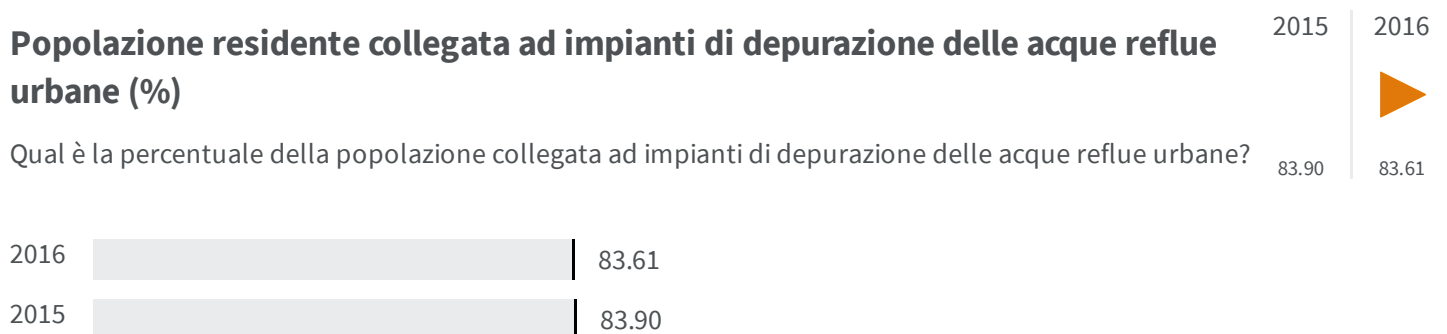 Popolazione residente collegata ad impianti di depurazione delle acque reflue
urbane (%)
Qual è la percentuale della popolazione collegata ad impianti di depurazione delle acque reflue urbane?
2015 2016
83.90 83.61
2016 83.61
2015 83.90